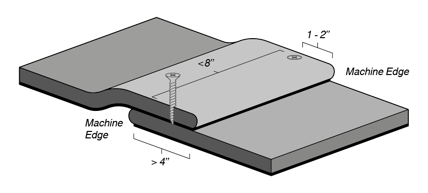 1 - 2”
<8”
Machine Edge
Machine
Edge
> 4”